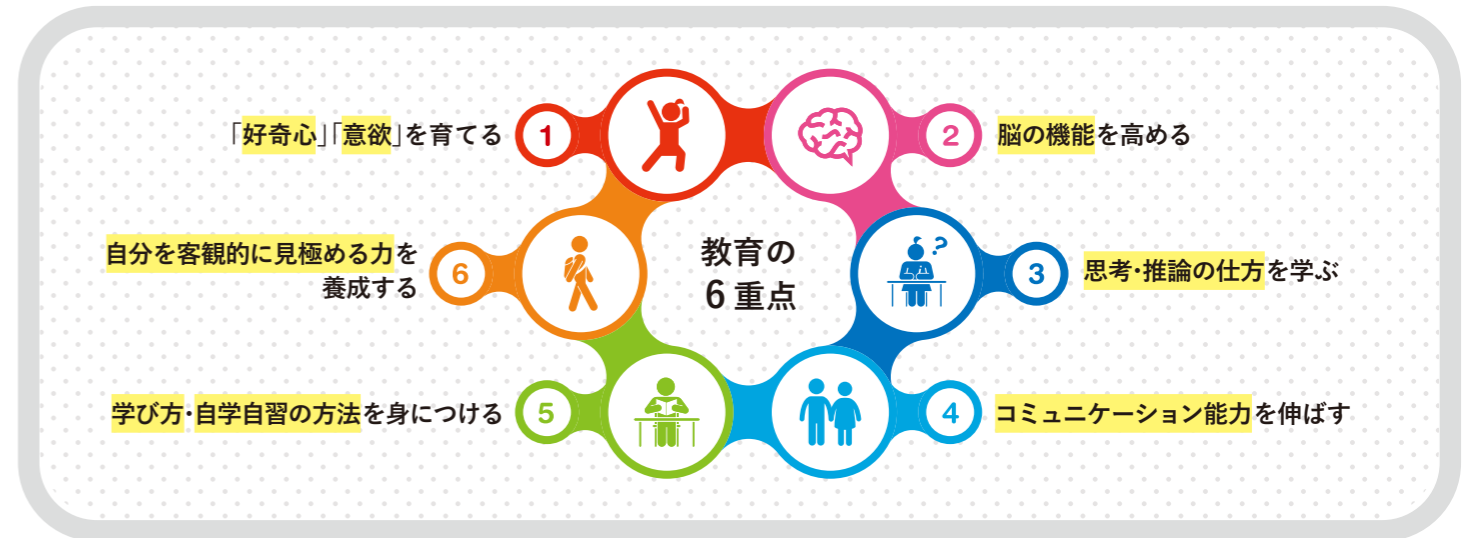 教育の
6重点
1
「好奇心」「意欲」を育てる
2
脳の機能を高める
3
?
思考・推論の仕方を学ぶ
4
コミュニケーション能力を伸ばす
5
学び方・自学自習の方法を身につける
6
自分を客観的に見極める力を
養成する